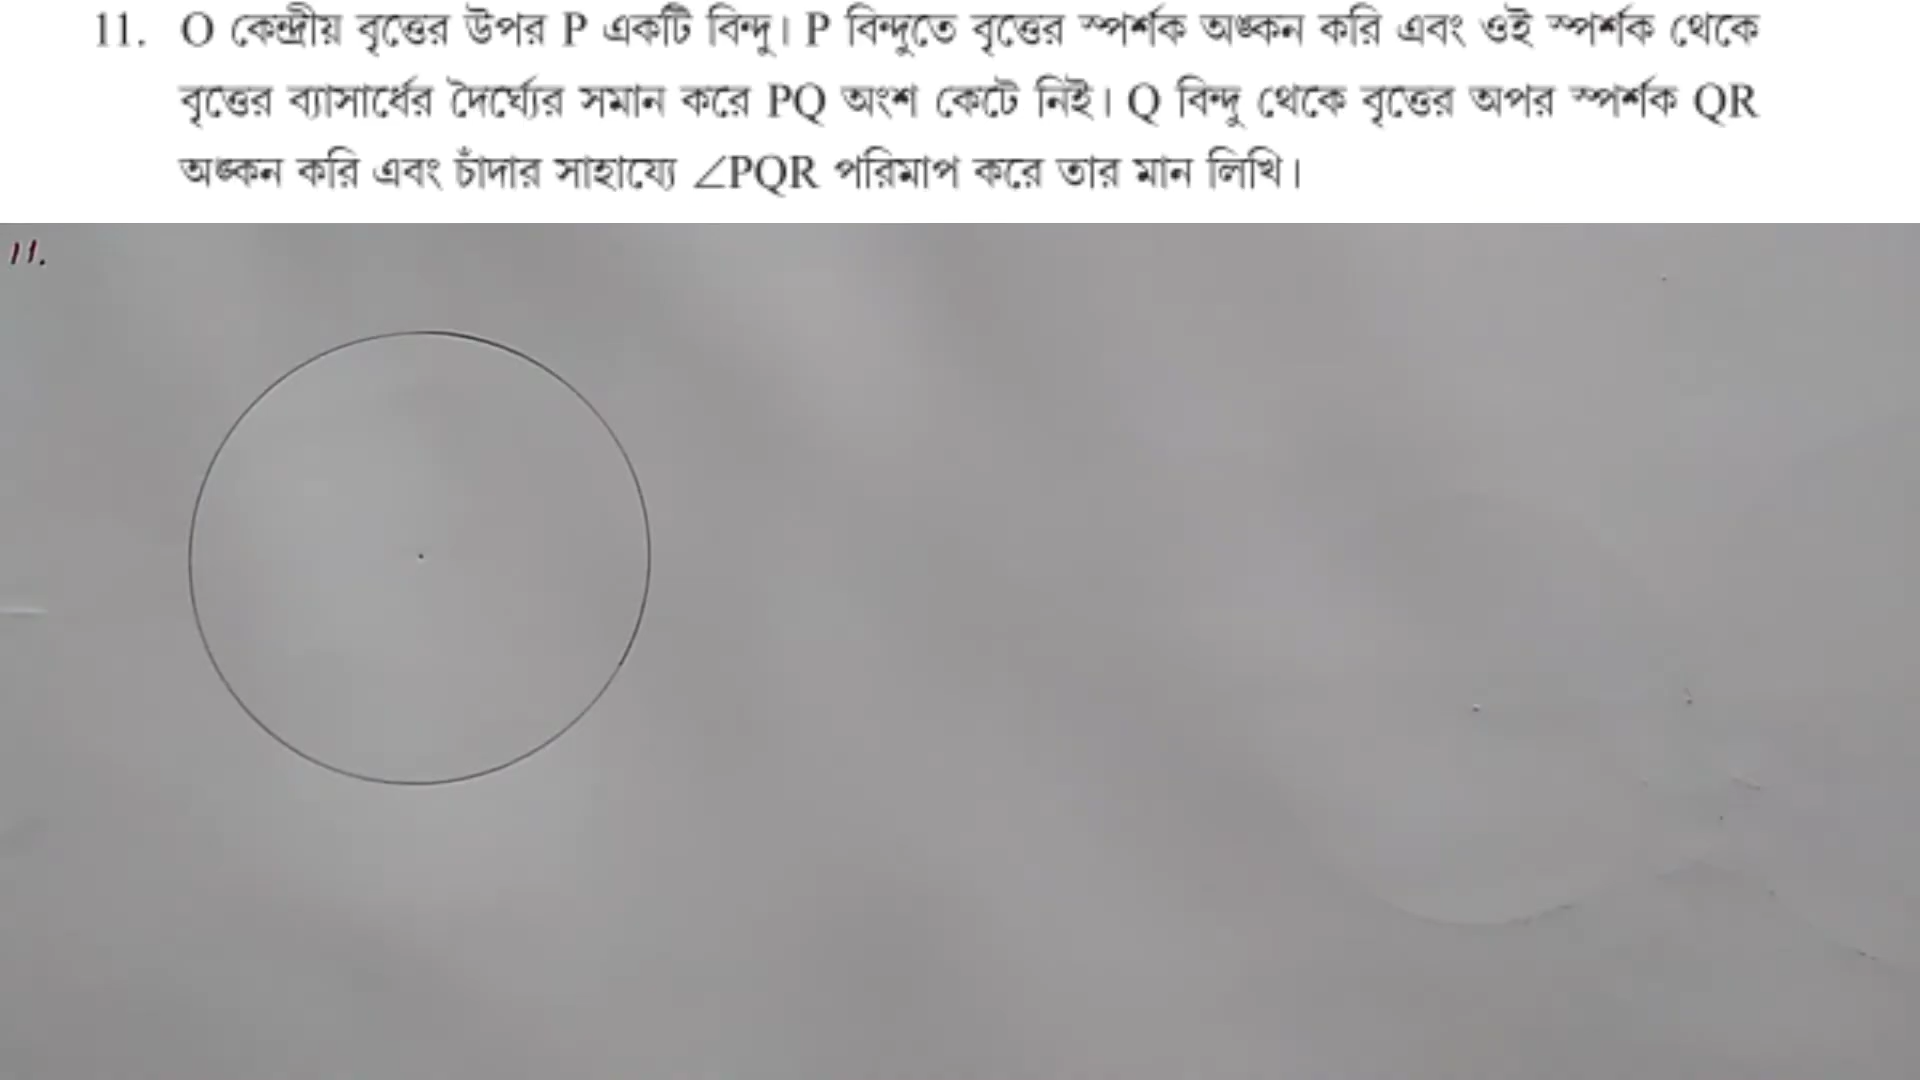 11. O কেন্দ্রীয় বৃত্তের উপর P একটি বিন্দু। P বিন্দুতে বৃত্তের স্পর্শক অঙ্কন করি এবং ওই স্পর্শক থেকে
বৃত্তের ব্যাসার্ধের দৈর্ঘ্যের সমান করে PQ অংশ কেটে নিই। Q বিন্দু থেকে বৃত্তের অপর স্পর্শক QR
অঙ্কন করি এবং চাঁদার সাহায্যে ∠PQR পরিমাপ করে তার মান লিখি।
11.